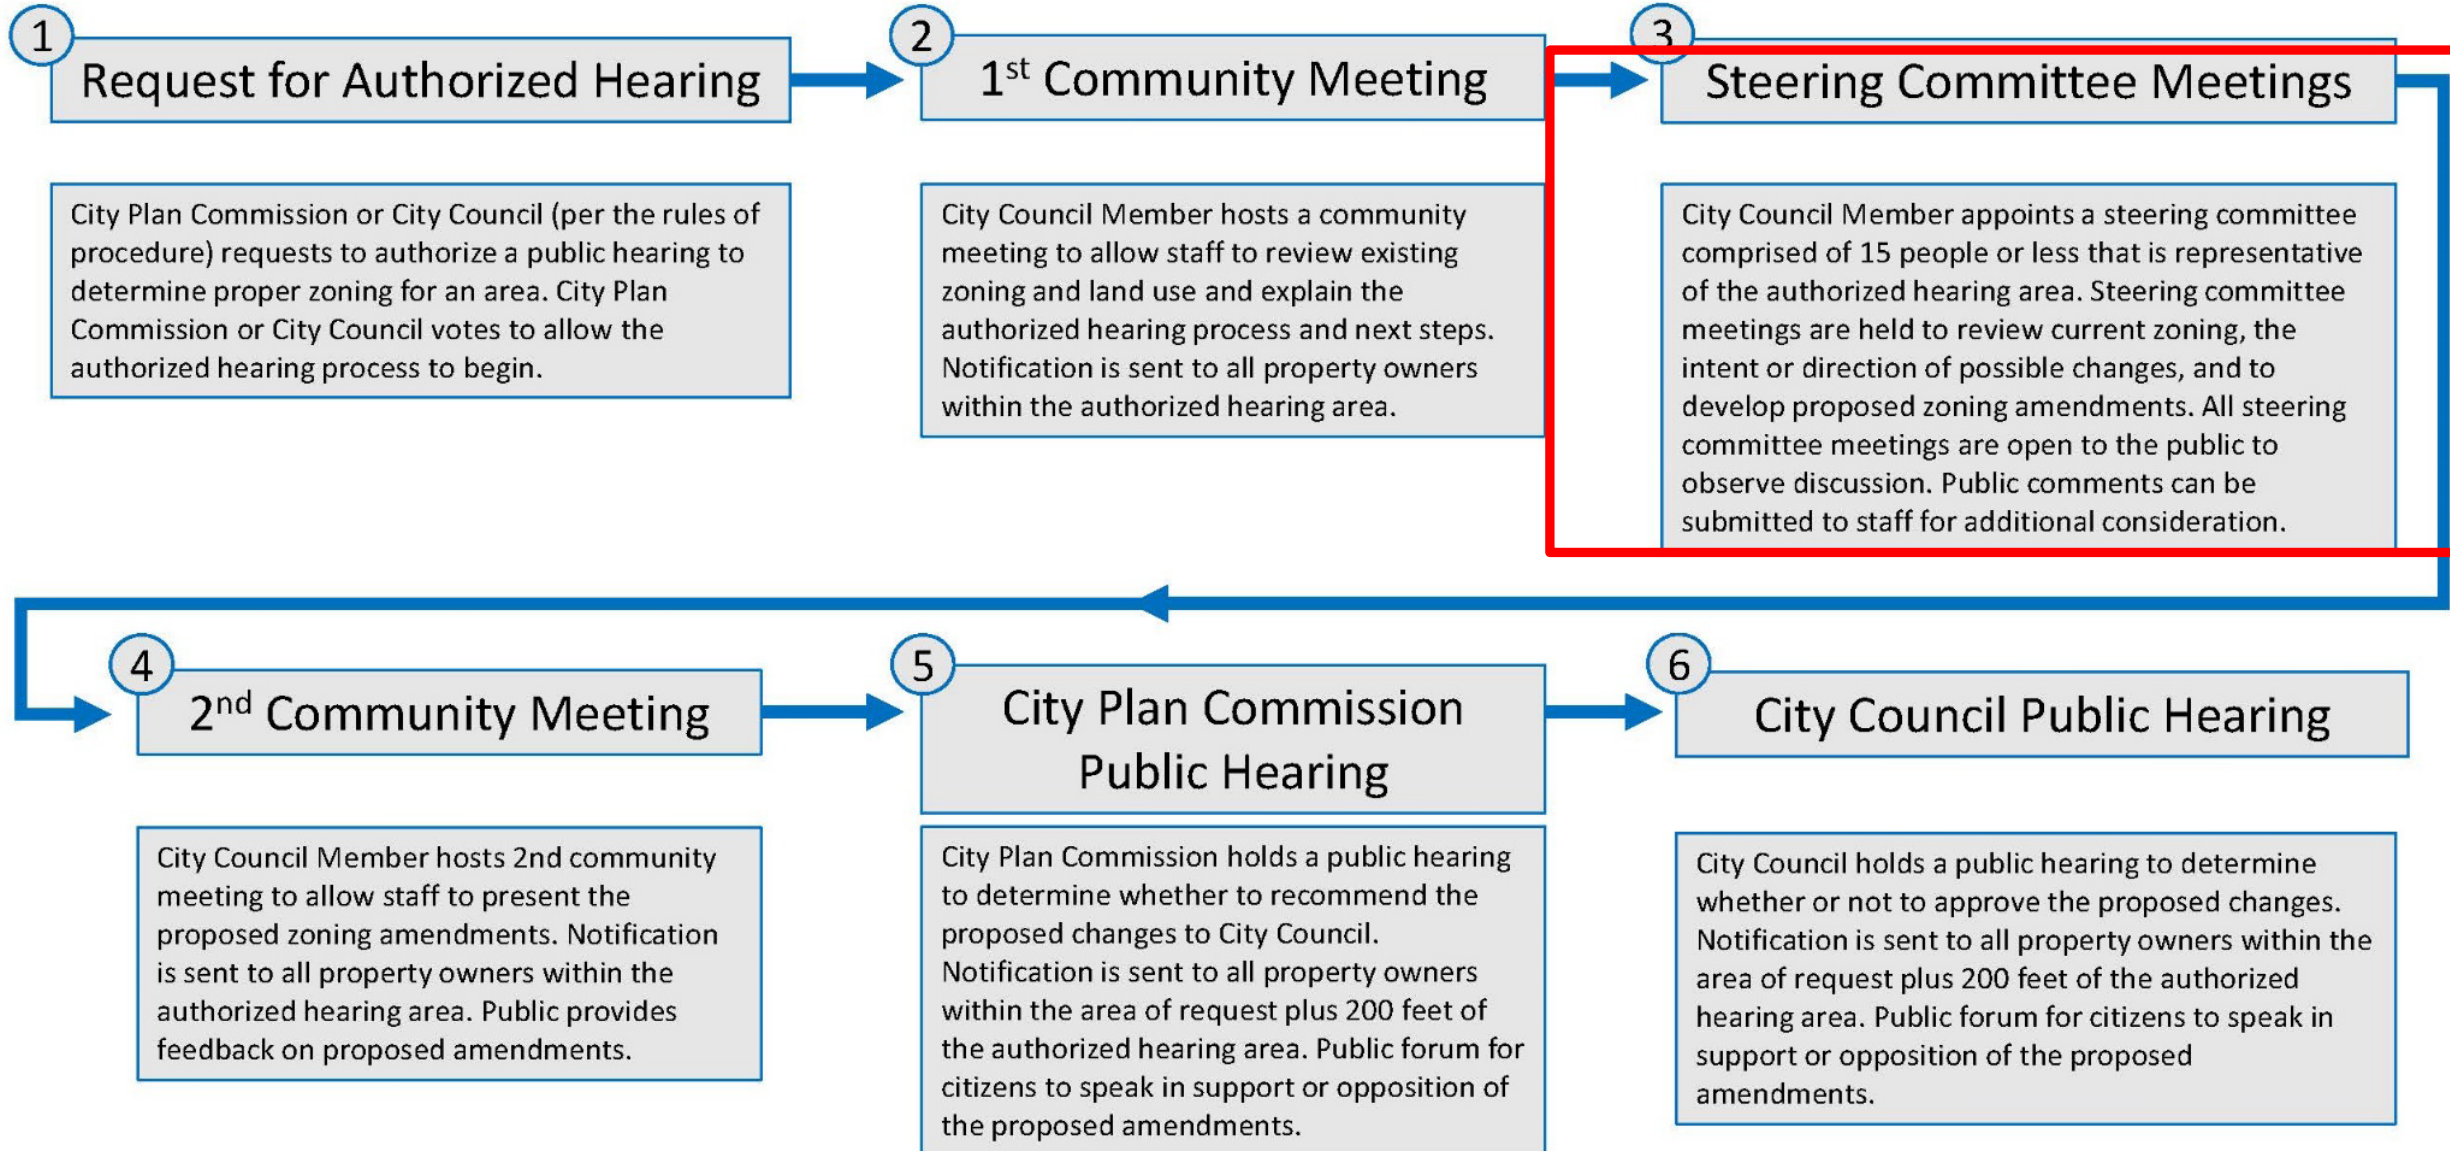 1
Request for Authorized Hearing
City Plan Commission or City Council (per the rules of
procedure) requests to authorize a public hearing to
determine proper zoning for an area. City Plan
Commission or City Council votes to allow the
authorized hearing process to begin.
2
1st Community Meeting
City Council Member hosts a community
meeting to allow staff to review existing
zoning and land use and explain the
authorized hearing process and next steps.
Notification is sent to all property owners
within the authorized hearing area.
3
Steering Committee Meetings
City Council Member appoints a steering committee
comprised of 15 people or less that is representative
of the authorized hearing area. Steering committee
meetings are held to review current zoning, the
intent or direction of possible changes, and to
develop proposed zoning amendments. All steering
committee meetings are open to the public to
observe discussion. Public comments can be
submitted to staff for additional consideration.
4
2nd Community Meeting
City Council Member hosts 2nd community
meeting to allow staff to present the
proposed zoning amendments. Notification
is sent to all property owners within the
authorized hearing area. Public provides
feedback on proposed amendments.
5
City Plan Commission
Public Hearing
City Plan Commission holds a public hearing
to determine whether to recommend the
proposed changes to City Council.
Notification is sent to all property owners
within the area of request plus 200 feet of
the authorized hearing area. Public forum for
citizens to speak in support or opposition of
the proposed amendments.
6
City Council Public Hearing
City Council holds a public hearing to determine
whether or not to approve the proposed changes.
Notification is sent to all property owners within the
area of request plus 200 feet of the authorized
hearing area. Public forum for citizens to speak in
support or opposition of the proposed
amendments.